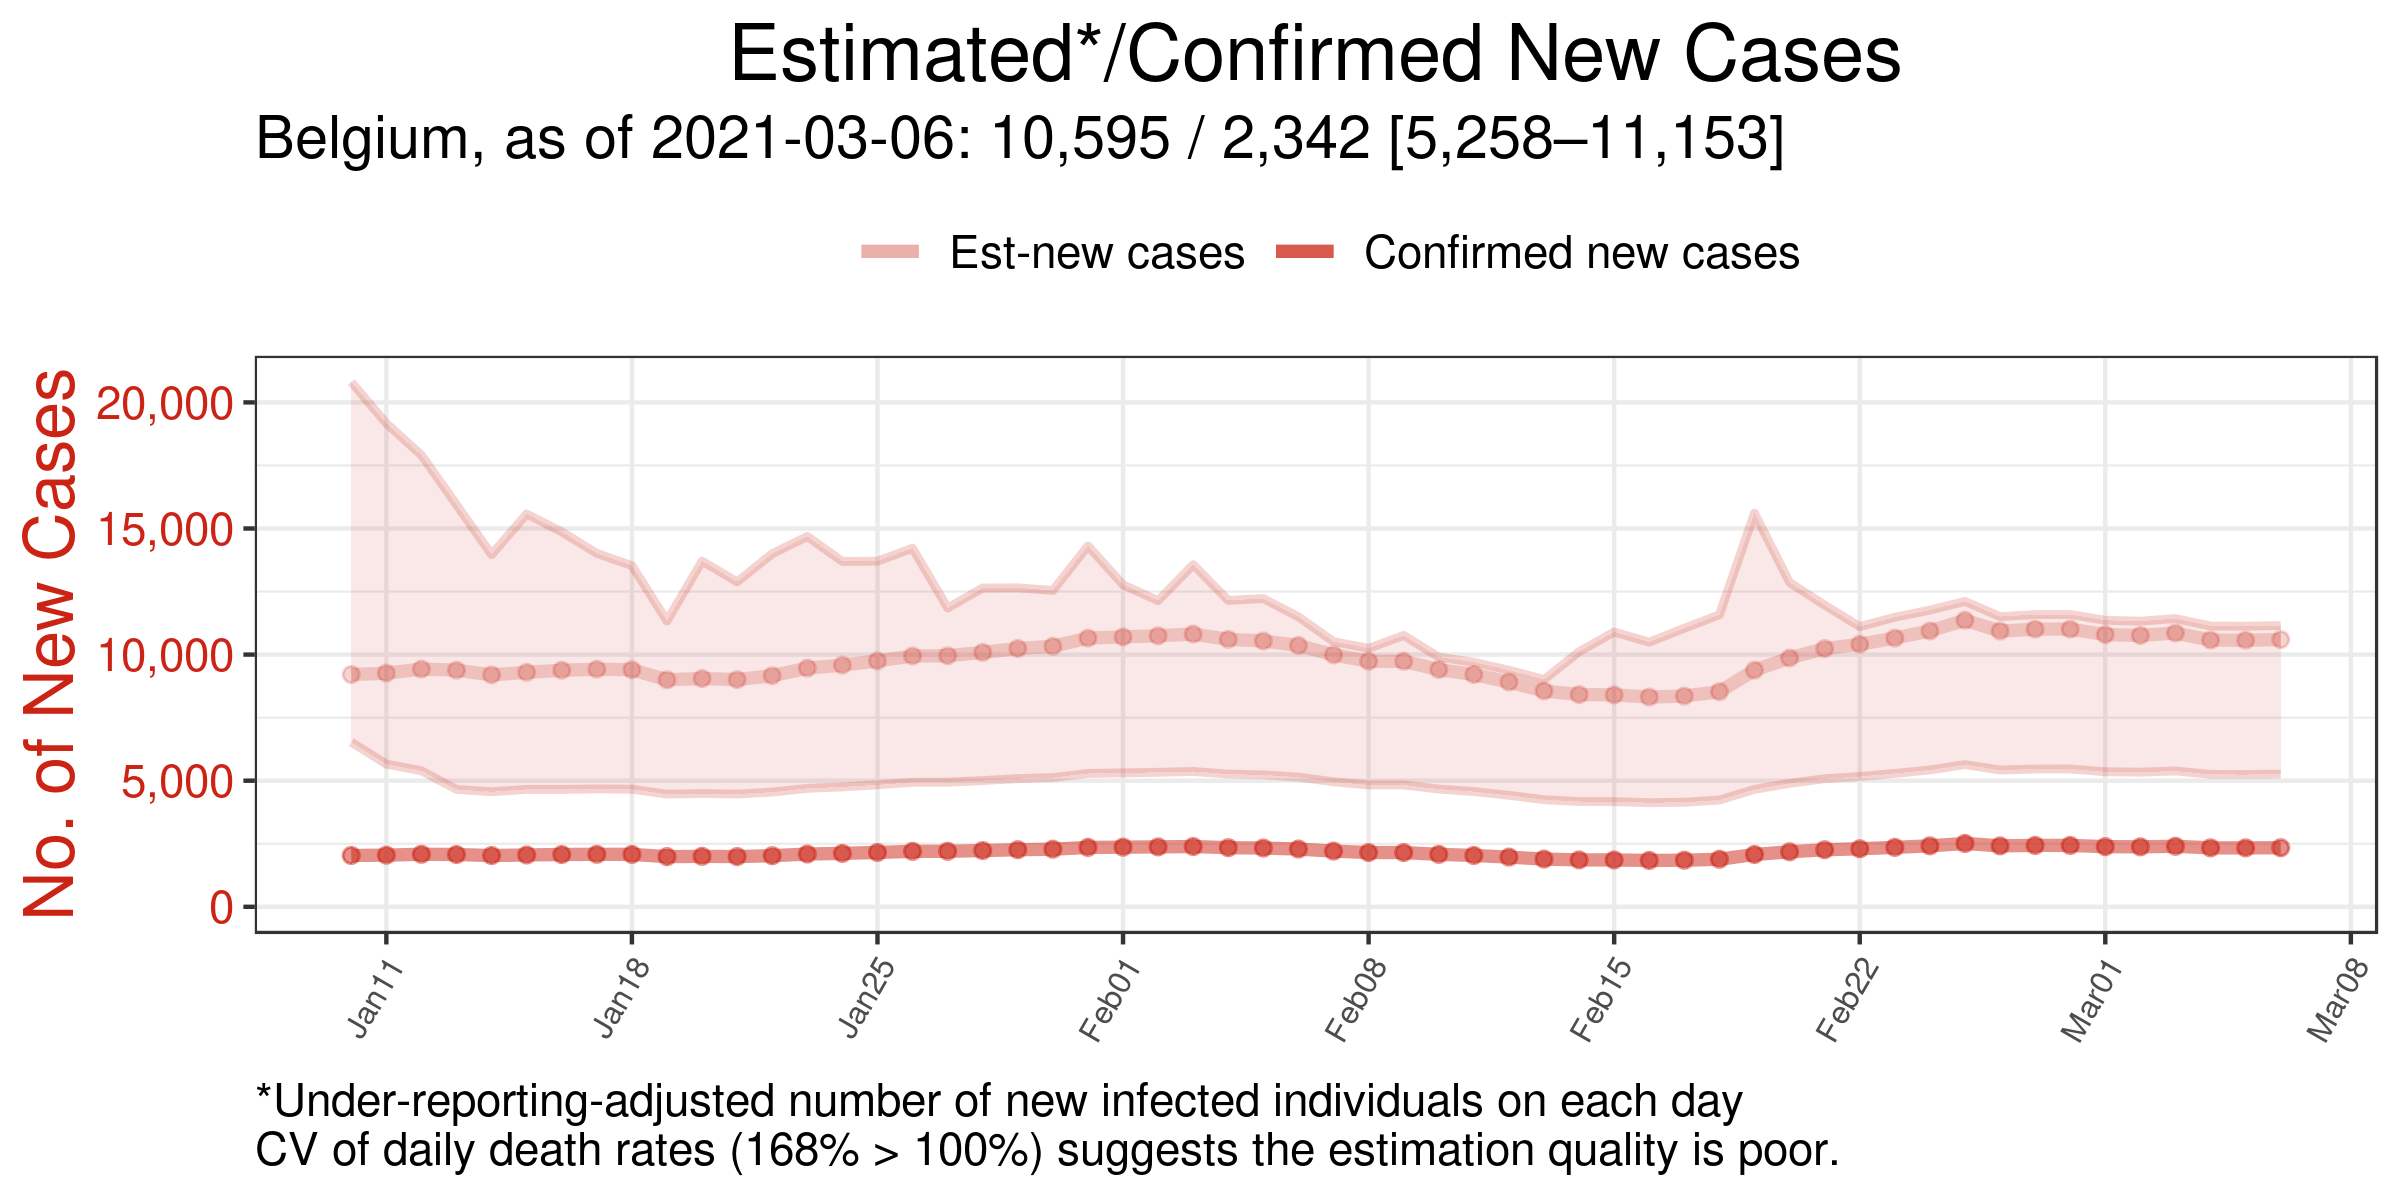 Estimated*/Confirmed New Cases
Belgium, as of 2021-03-06: 10,595 / 2,342 [5,258–11,153]
Est-new cases
Confirmed new cases
No. of New Cases
20,000
15,000
10,000
5,000
0
Jan11
Jan18
Jan25
Feb01
Feb08
Feb15
Feb22
Mar01
Mar08
*Under-reporting-adjusted number of new infected individuals on each day
CV of daily death rates (168% > 100%) suggests the estimation quality is poor.